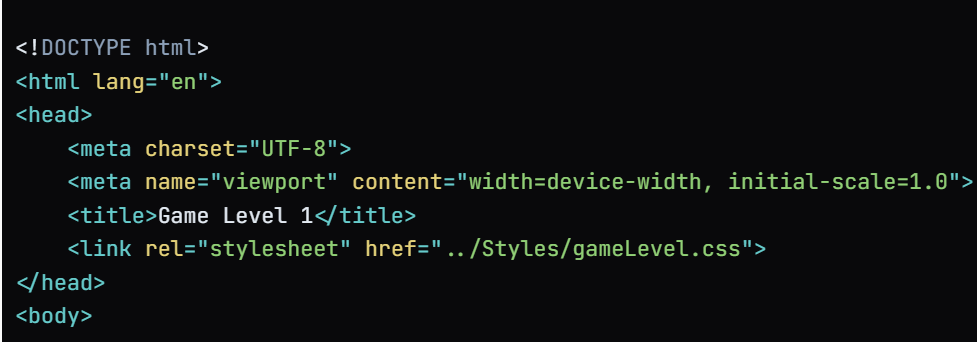 <!DOCTYPE html>
<html lang="en">
<head>
    <meta charset="UTF-8">
    <meta name="viewport" content="width=device-width, initial-scale=1.0">
    <title>Game Level 1</title>
    <link rel="stylesheet" href="../Styles/gameLevel.css">
</head>
<body>